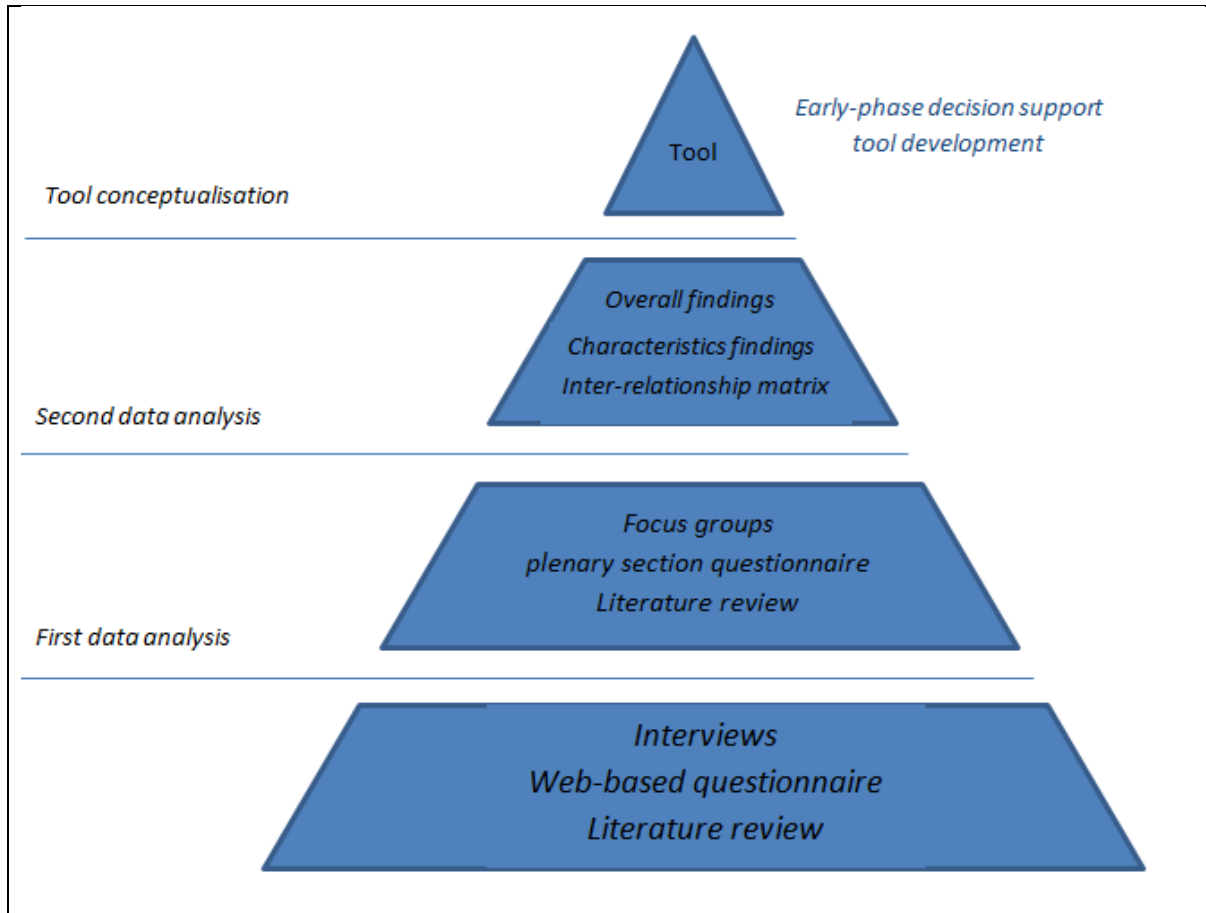 Early-phase decision support
tool development
Tool
Tool conceptualisation
Overall findings
Characteristics findings
Inter-relationship matrix
Second data analysis
Focus groups
plenary section questionnaire
Literature review
First data analysis
Interviews
Web-based questionnaire
Literature review